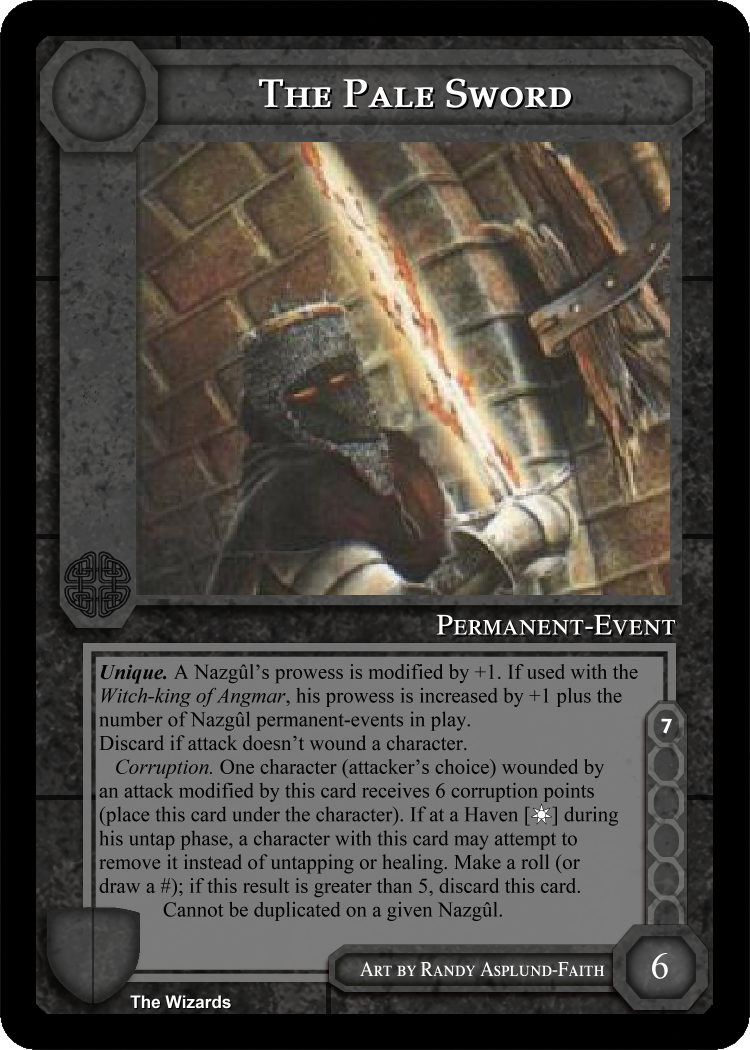 The Pale Sword
Permanent-Event
Unique. A Nazgûl's prowess is modified by +1. If used with the
Witch-king of Angmar, his prowess is increased by +1 plus the
number of Nazgûl permanent-events in play.
Discard if attack doesn't wound a character.
Corruption. One character (attacker's choice) wounded by
an attack modified by this card receives 6 corruption points
(place this card under the character). If at a Haven [☀] during
his untap phase, a character with this card may attempt to
remove it instead of untapping or healing. Make a roll (or
draw a #); if this result is greater than 5, discard this card.
Cannot be duplicated on a given Nazgûl.
7
Art by Randy Asplund-Faith
6
The Wizards